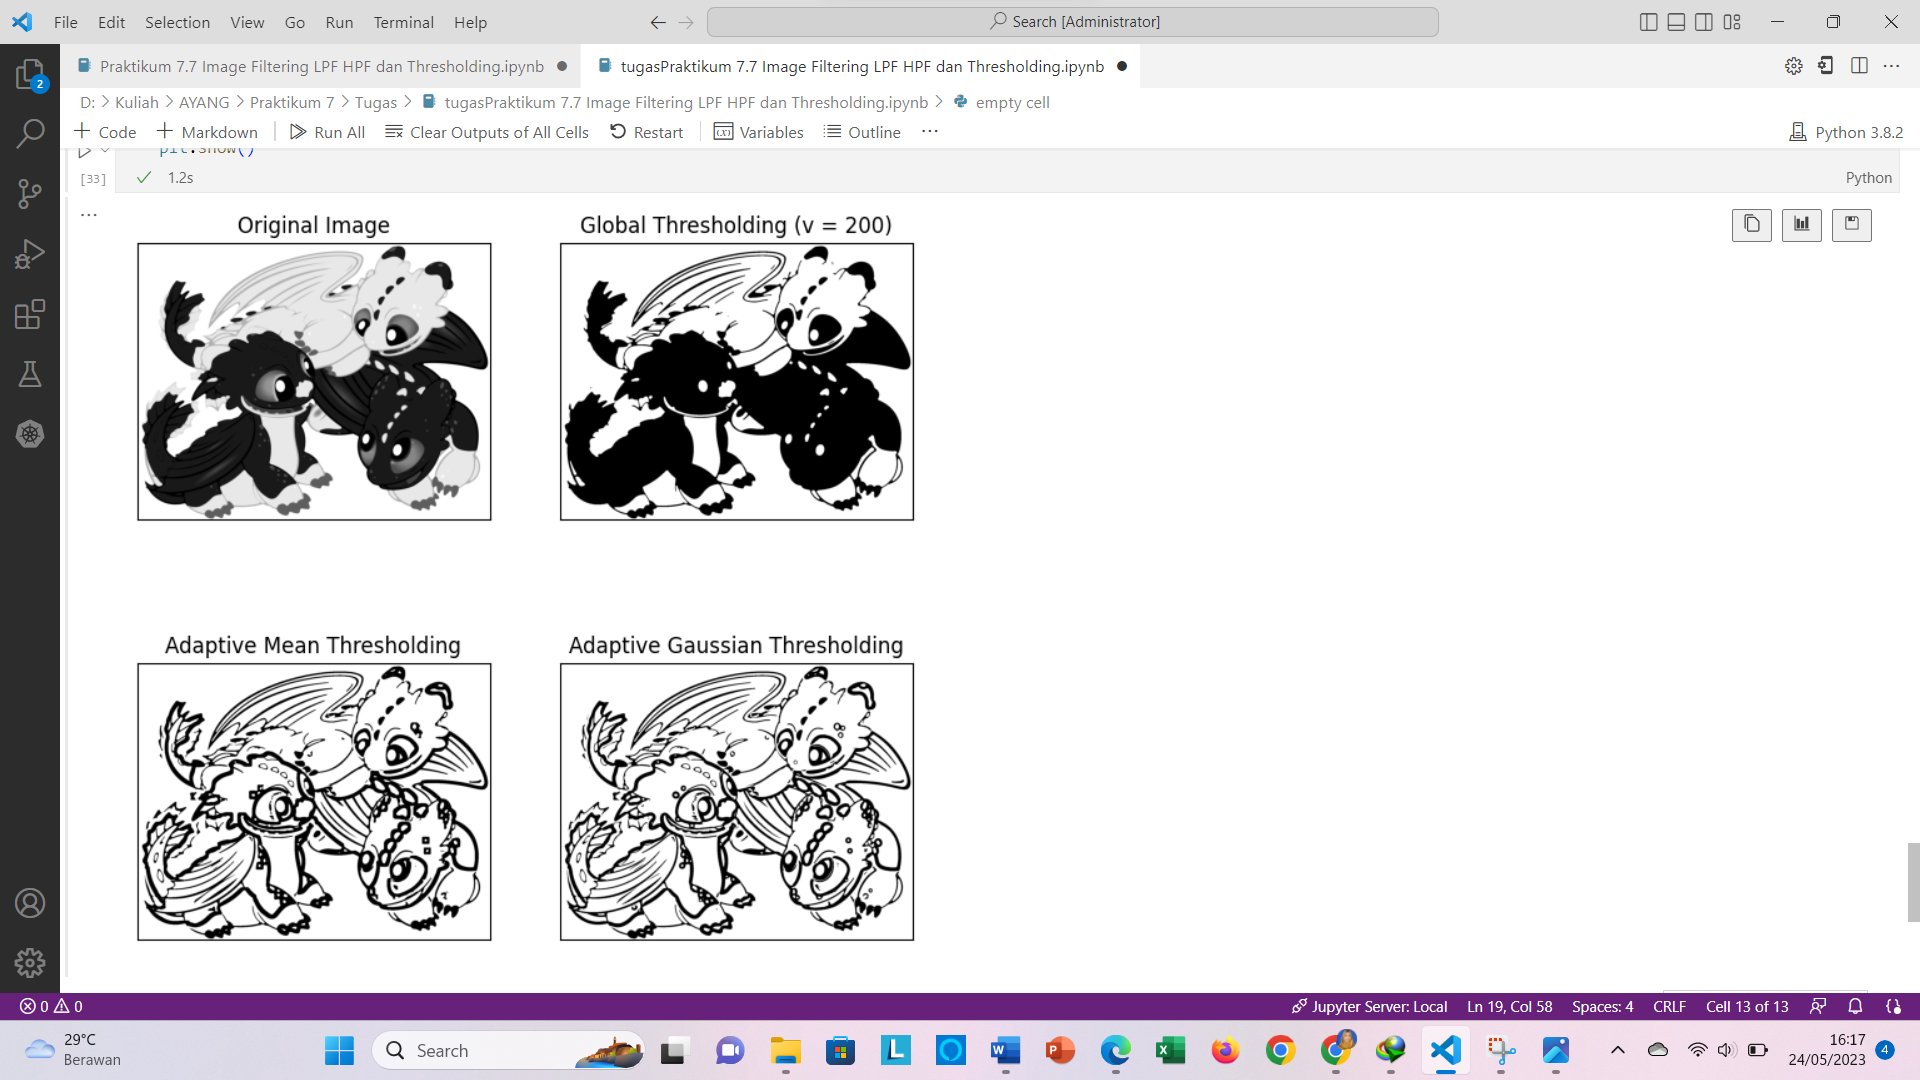 File Edit Selection View Go Run Terminal Help
Search [Administrator]
Praktikum 7.7 Image Filtering LPF HPF dan Thresholding.ipynb
tugasPraktikum 7.7 Image Filtering LPF HPF dan Thresholding.ipynb
2
D: > Kuliah > AYANG > Praktikum 7 > Tugas > tugasPraktikum 7.7 Image Filtering LPF HPF dan Thresholding.ipynb > empty cell
+ Code + Markdown Run All Clear Outputs of All Cells Restart Variables Outline ...
Python 3.8.2
plt.show()
[33] 1.2s
Python
Original Image
Global Thresholding (v = 200)
Adaptive Mean Thresholding
Adaptive Gaussian Thresholding
0 0
Jupyter Server: Local Ln 19, Col 58 Spaces: 4 CRLF Cell 13 of 13
29°C
Berawan
Search
16:17
24/05/2023
4